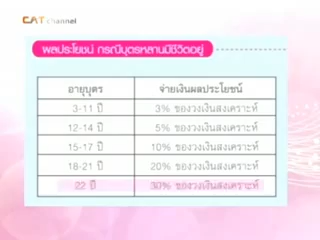 CAT channel
ผลประโยชน์ กรณีบุตรหลานมีชีวิตอยู่
อายุบุตร จ่ายเงินผลประโยชน์
3-11 ปี 3% ของวงเงินสงเคราะห์
12-14 ปี 5% ของวงเงินสงเคราะห์
15-17 ปี 10% ของวงเงินสงเคราะห์
18-21 ปี 20% ของวงเงินสงเคราะห์
22 ปี 30% ของวงเงินสงเคราะห์